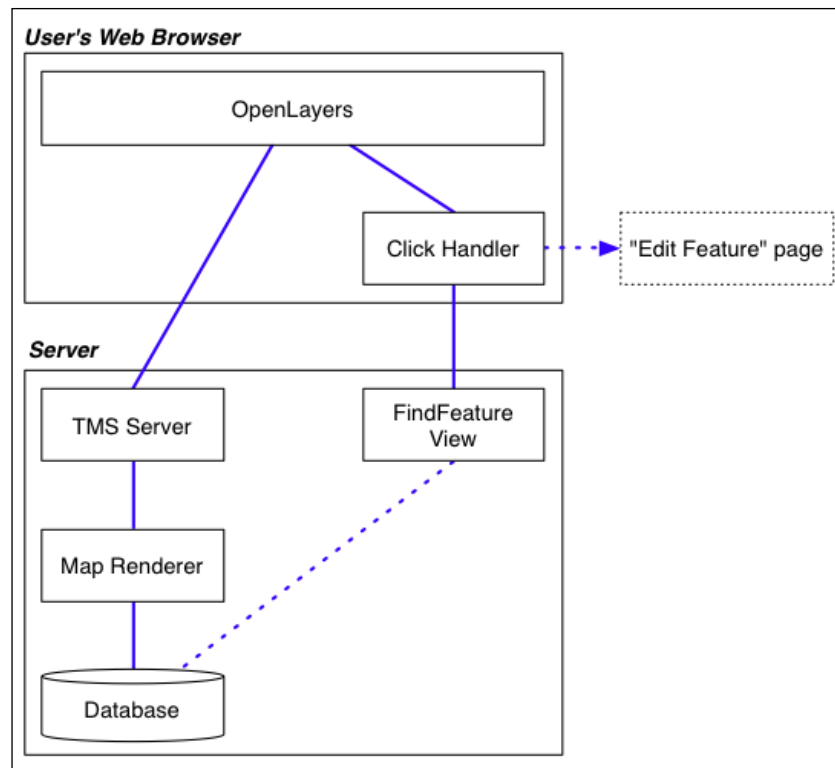 User's Web Browser
OpenLayers
Click Handler
"Edit Feature" page
Server
TMS Server
FindFeature
View
Map Renderer
Database